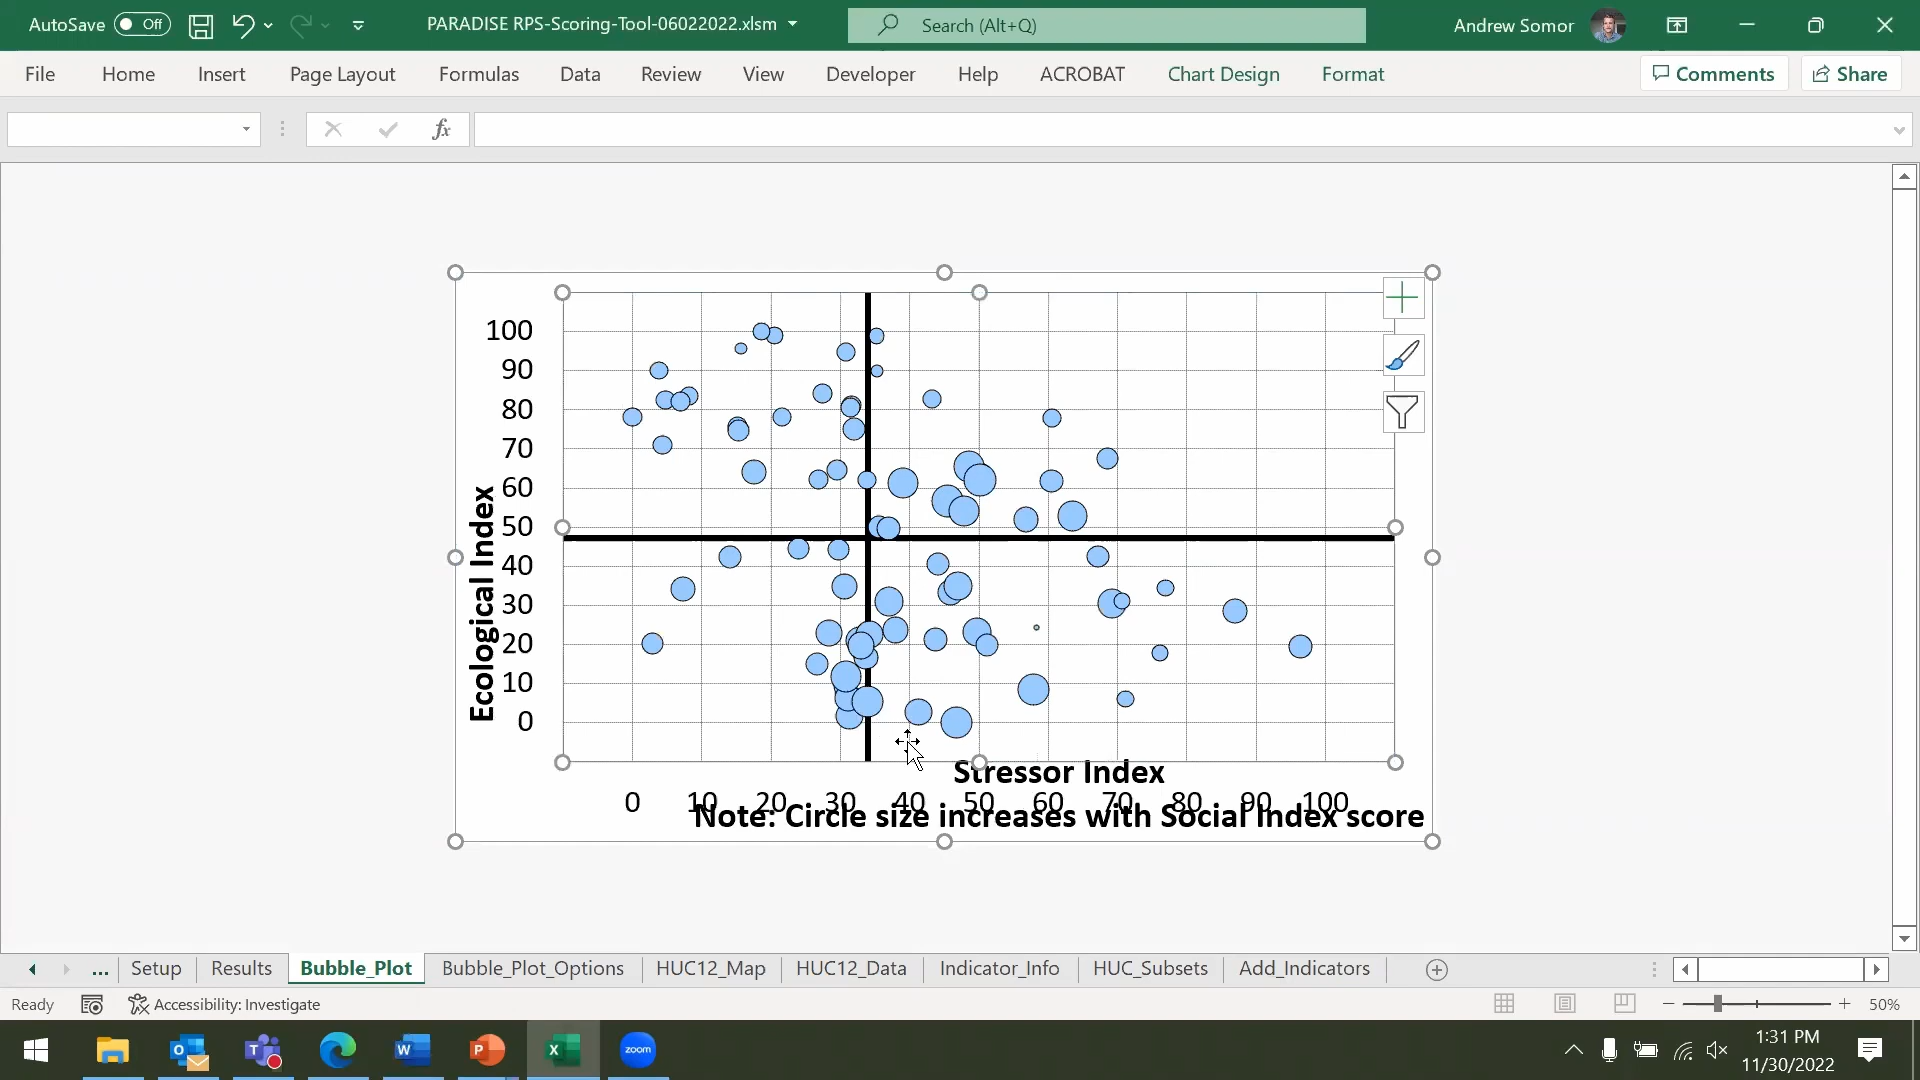 AutoSave Off PARADISE RPS-Scoring-Tool-06022022.xlsm Search (Alt+Q) Andrew Somor
File Home Insert Page Layout Formulas Data Review View Developer Help ACROBAT Chart Design Format Comments Share
fx
Ecological Index
100
90
80
70
60
50
40
30
20
10
0
Stressor Index
0 10 20 30 40 50 60 70 80 90 100
Note: Circle size increases with Social Index score
... Setup Results Bubble_Plot Bubble_Plot_Options HUC12_Map HUC12_Data Indicator_Info HUC_Subsets Add_Indicators
Ready Accessibility: Investigate 50%
zoom 1:31 PM
11/30/2022